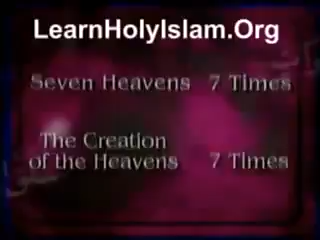 LearnHolyIslam.Org
Seven Heavens 7 Times
The Creation
of the Heavens 7 Times